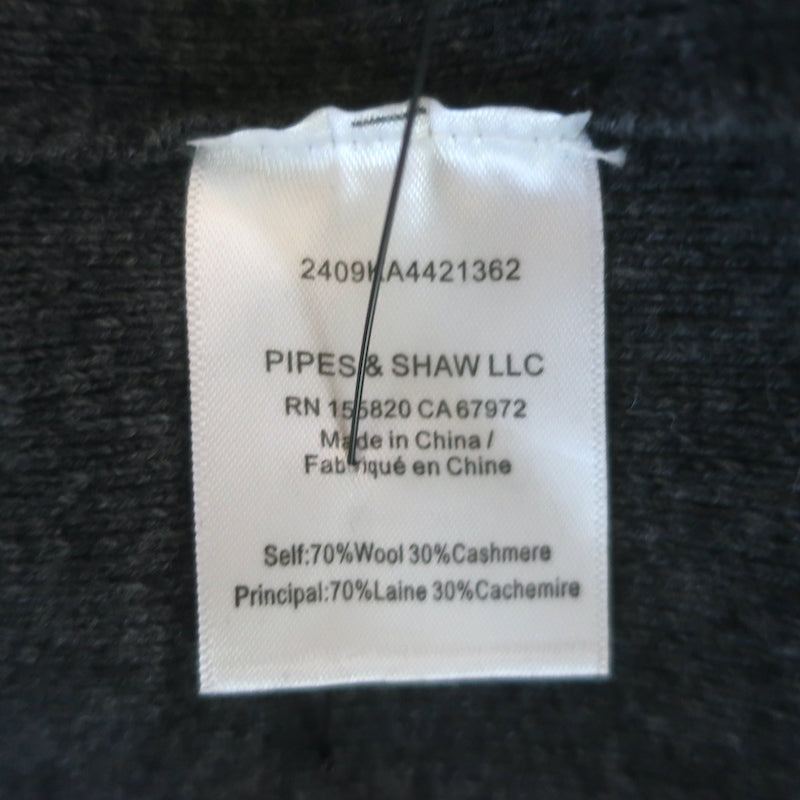 2409KA4421362
PIPES & SHAW LLC
RN 155820 CA 67972
Made in China /
Fabriqué en Chine
Self:70%Wool 30%Cashmere
Principal:70%Laine 30%Cachemire